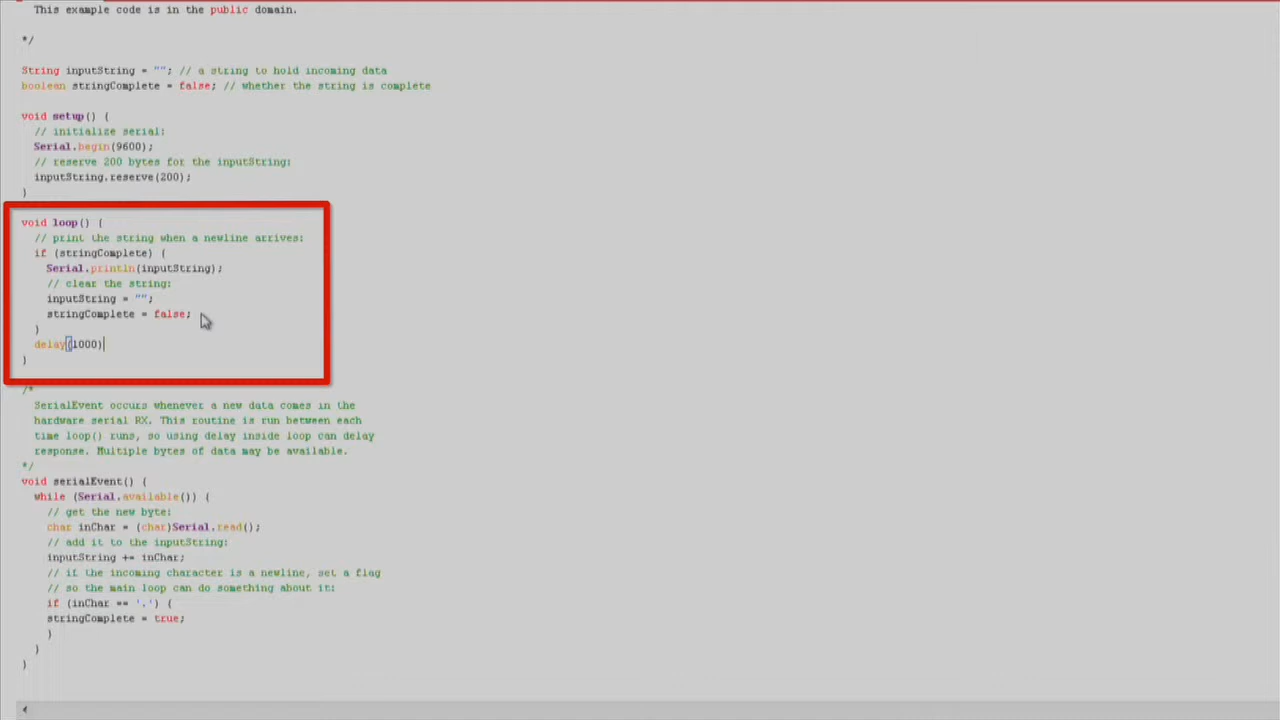 This example code is in the public domain.
*/
String inputString = ""; // a string to hold incoming data
boolean stringComplete = false; // whether the string is complete
void setup() {
// initialize serial:
Serial.begin(9600);
// reserve 200 bytes for the inputString:
inputString.reserve(200);
}
void loop() {
// print the string when a newline arrives:
if (stringComplete) {
Serial.println(inputString);
// clear the string:
inputString = "";
stringComplete = false;
}
delay(1000)
}
/*
SerialEvent occurs whenever a new data comes in the
hardware serial RX. This routine is run between each
time loop() runs, so using delay inside loop can delay
response. Multiple bytes of data may be available.
*/
void serialEvent() {
while (Serial.available()) {
// get the new byte:
char inChar = (char)Serial.read();
// add it to the inputString:
inputString += inChar;
// if the incoming character is a newline, set a flag
// so the main loop can do something about it:
if (inChar == '.') {
stringComplete = true;
}
}
}